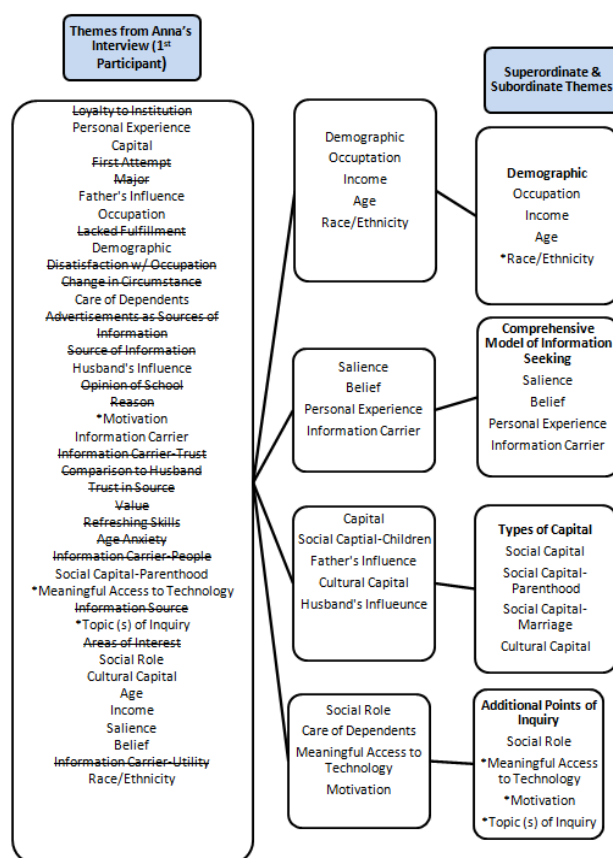 Themes from Anna's
Interview (1st
Participant)
Loyalty to Institution
Personal Experience
Capital
First Attempt
Major
Father's Influence
Occupation
Lacked Fulfillment
Demographic
Disatisfaction w/ Occupation
Change in Circumstance
Care of Dependents
Advertisements as Sources of
Information
Source of Information
Husband's Influence
Opinion of School
Reason
*Motivation
Information Carrier
Information Carrier-Trust
Comparison to Husband
Trust in Source
Value
Refreshing Skills
Age Anxiety
Information Carrier-People
Social Capital-Parenthood
*Meaningful Access to Technology
Information Source
*Topic (s) of Inquiry
Areas of Interest
Social Role
Cultural Capital
Age
Income
Salience
Belief
Information Carrier-Utility
Race/Ethnicity
Demographic
Occuptation
Income
Age
Race/Ethnicity
Salience
Belief
Personal Experience
Information Carrier
Capital
Social Captial-Children
Father's Influence
Cultural Capital
Husband's Influeunce
Social Role
Care of Dependents
Meaningful Access to
Technology
Motivation
Superordinate &
Subordinate Themes
Demographic
Occupation
Income
Age
*Race/Ethnicity
Comprehensive
Model of Information
Seeking
Salience
Belief
Personal Experience
Information Carrier
Types of Capital
Social Capital
Social Capital-
Parenthood
Social Capital-
Marriage
Cultural Capital
Additional Points of
Inquiry
Social Role
*Meaningful Access
to Technology
*Motivation
*Topic (s) of Inquiry